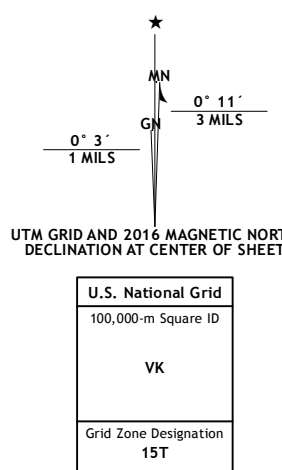 ★
MN
0° 11´
3 MILS
GN
0° 3´
1 MILS
UTM GRID AND 2016 MAGNETIC NORT
DECLINATION AT CENTER OF SHEET
U.S. National Grid
100,000-m Square ID
VK
Grid Zone Designation
15T